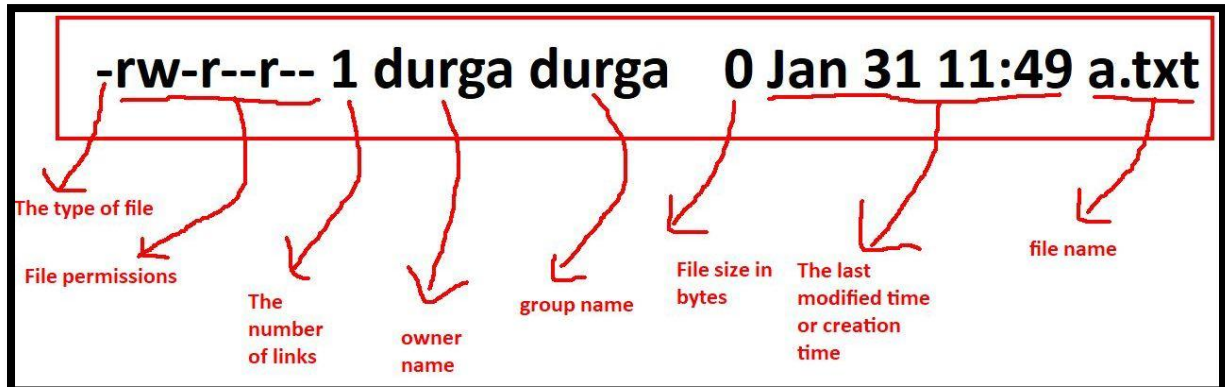 -rw-r--r-- 1 durga durga 0 Jan 31 11:49 a.txt
The type of file
File permissions
The
number
of links
owner
name
group name
File size in
bytes
The last
modified time
or creation
time
file name